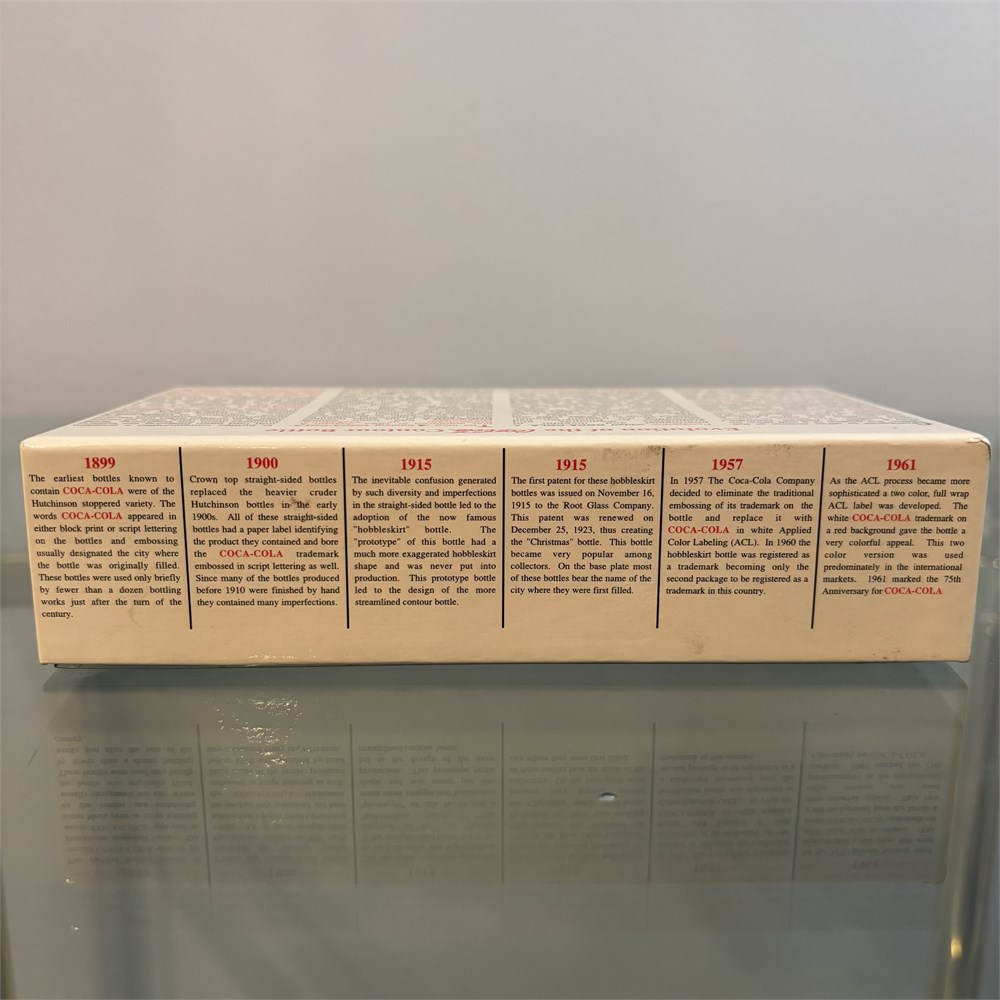 Evolution of the Coca-Cola Contour Bottle
1899
The earliest bottles known to
contain COCA-COLA were of the
Hutchinson stoppered variety. The
words COCA-COLA appeared in
either block print or script lettering
on the bottles and embossing
usually designated the city where
the bottle was originally filled.
These bottles were used only briefly
by fewer than a dozen bottling
works just after the turn of the
century.
1900
Crown top straight-sided bottles
replaced the heavier cruder
Hutchinson bottles in the early
1900s. All of these straight-sided
bottles had a paper label identifying
the product they contained and bore
the COCA-COLA trademark
embossed in script lettering as well.
Since many of the bottles produced
before 1910 were finished by hand
they contained many imperfections.
1915
The inevitable confusion generated
by such diversity and imperfections
in the straight-sided bottle led to the
adoption of the now famous
"hobbleskirt" bottle. The
"prototype" of this bottle had a
much more exaggerated hobbleskirt
shape and was never put into
production. This prototype bottle
led to the design of the more
streamlined contour bottle.
1915
The first patent for these hobbleskirt
bottles was issued on November 16,
1915 to the Root Glass Company.
This patent was renewed on
December 25, 1923, thus creating
the "Christmas" bottle. This bottle
became very popular among
collectors. On the base plate most
of these bottles bear the name of the
city where they were first filled.
1957
In 1957 The Coca-Cola Company
decided to eliminate the traditional
embossing of its trademark on the
bottle and replace it with
COCA-COLA in white Applied
Color Labeling (ACL). In 1960 the
hobbleskirt bottle was registered as
a trademark becoming only the
second package to be registered as a
trademark in this country.
1961
As the ACL process became more
sophisticated a two color, full wrap
ACL label was developed. The
white COCA-COLA trademark on
a red background gave the bottle a
very colorful appeal. This two
color version was used
predominately in the international
markets. 1961 marked the 75th
Anniversary for COCA-COLA